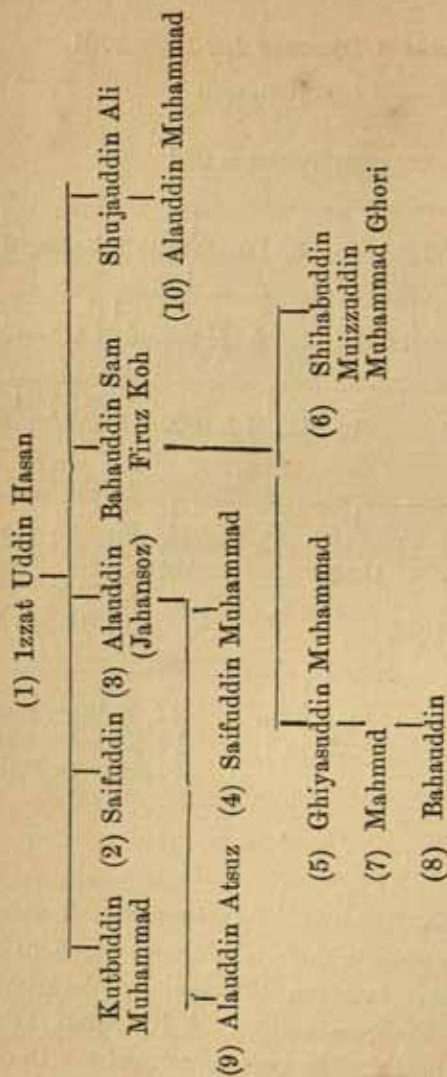 (1) Izzat Uddin Hasan
Kutbuddin Muhammad
(2) Saifuddin
(3) Alauddin (Jahansoz)
Bahauddin Sam Firuz Koh
Shujauddin Ali
(9) Alauddin Atsuz
(4) Saifuddin Muhammad
(10) Alauddin Muhammad
(5) Ghiyasuddin Muhammad
(6) Shihabuddin
Muizzuddin
Muhammad Ghori
(7) Mahmud
(8) Bahauddin